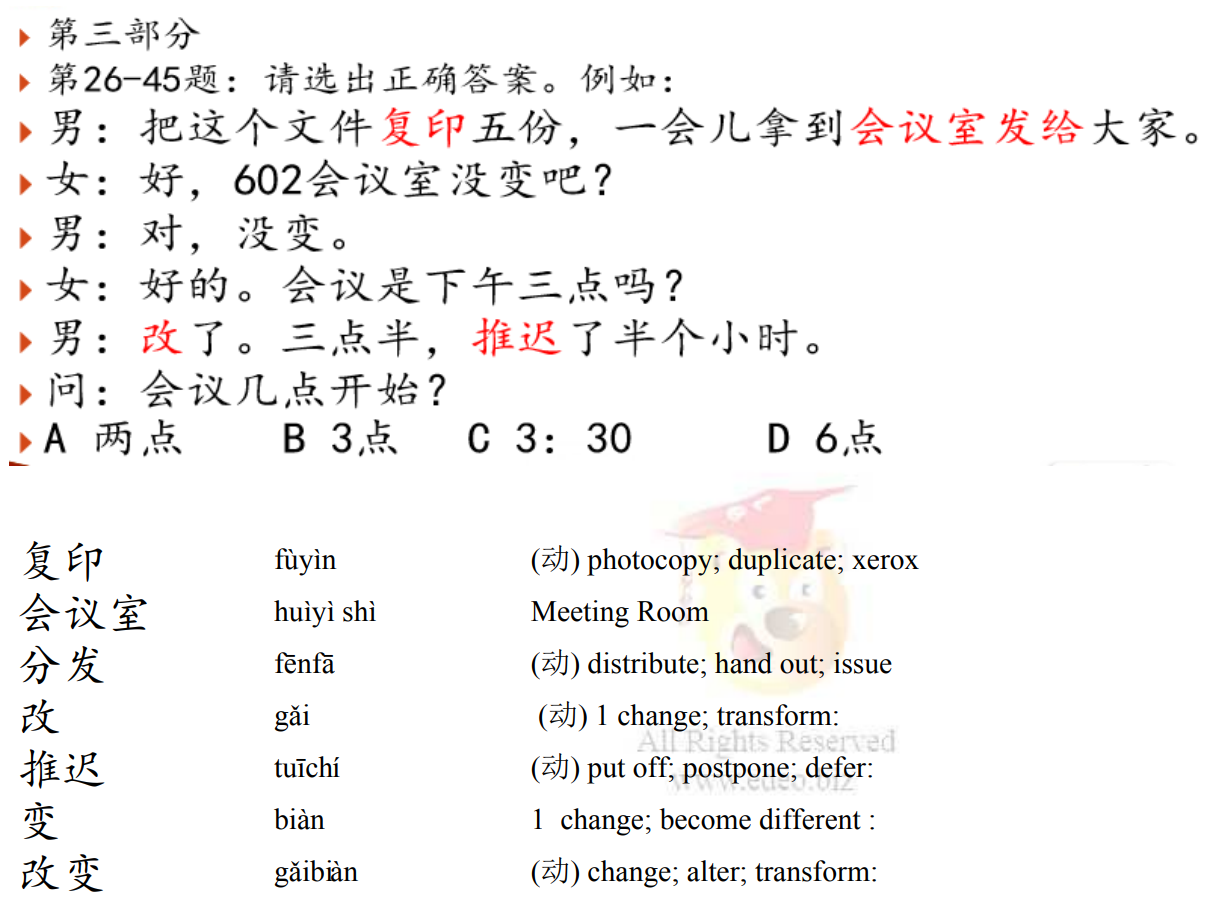 第三部分
第26-45题：请选出正确答案。例如：
男：把这个文件复印五份，一会儿拿到会议室发给大家。
女：好，602会议室没变吧？
男：对，没变。
女：好的。会议是下午三点吗？
男：改了。三点半，推迟了半个小时。
问：会议几点开始？
A 两点 B 3点 C 3：30 D 6点
复印 fùyìn (动) photocopy; duplicate; xerox
会议室 huìyì shì Meeting Room
分发 fēnfā (动) distribute; hand out; issue
改 gǎi (动) 1 change; transform:
All Rights Reserved
推迟 tuīchí (动) put off; postpone; defer:
www.edeo.biz
变 biàn 1 change; become different :
改变 gǎibiàn (动) change; alter; transform: